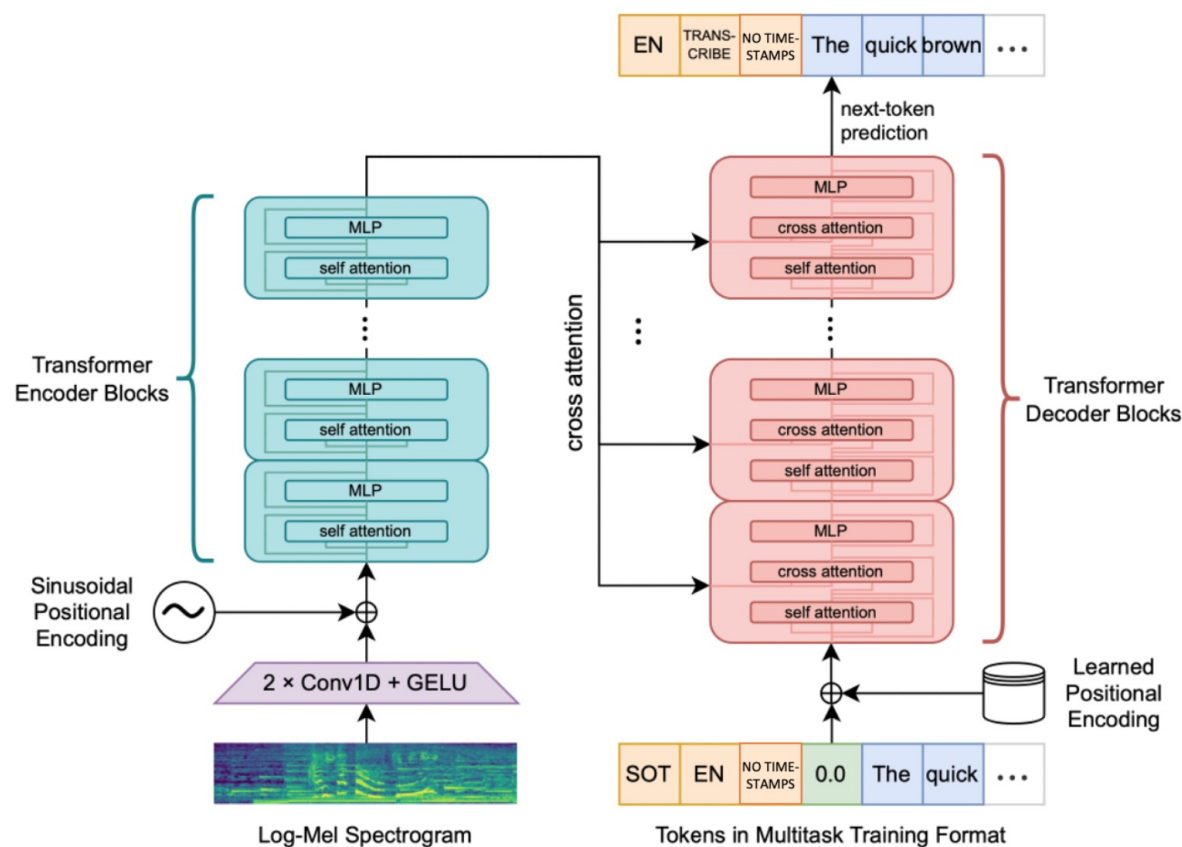 EN TRANS- NO TIME- The quick brown ...
CRIBE STAMPS
next-token
prediction
MLP
cross attention
self attention
MLP
self attention
Transformer
Encoder Blocks
cross attention
MLP
self attention
MLP
self attention
MLP
cross attention
self attention
MLP
cross attention
self attention
Transformer
Decoder Blocks
Sinusoidal
Positional
Encoding
2 × Conv1D + GELU
Learned
Positional
Encoding
SOT EN NO TIME- 0.0 The quick ...
STAMPS
Log-Mel Spectrogram
Tokens in Multitask Training Format